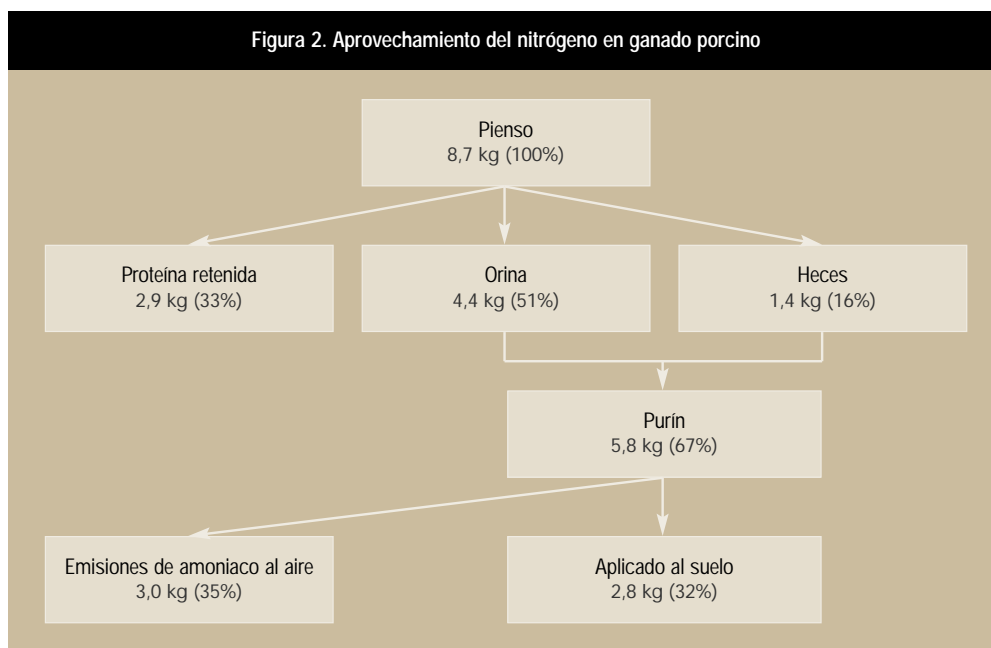 Figura 2. Aprovechamiento del nitrógeno en ganado porcino
Pienso
8,7 kg (100%)
Proteína retenida
2,9 kg (33%)
Orina
4,4 kg (51%)
Heces
1,4 kg (16%)
Purín
5,8 kg (67%)
Emisiones de amoniaco al aire
3,0 kg (35%)
Aplicado al suelo
2,8 kg (32%)